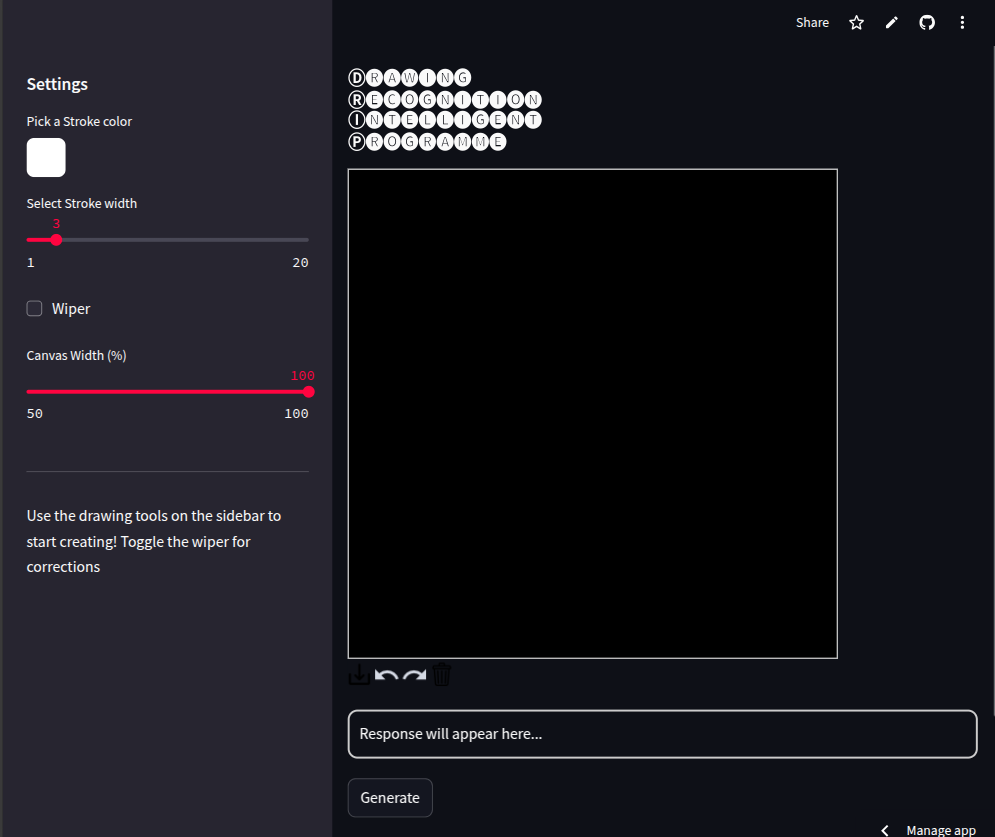 Share
Settings
Pick a Stroke color
Select Stroke width
3
1 20
Wiper
Canvas Width (%)
100
50 100
Use the drawing tools on the sidebar to
start creating! Toggle the wiper for
corrections
DRAWING
RECOGNITION
INTELLIGENT
PROGRAMME
Response will appear here...
Generate
Manage app